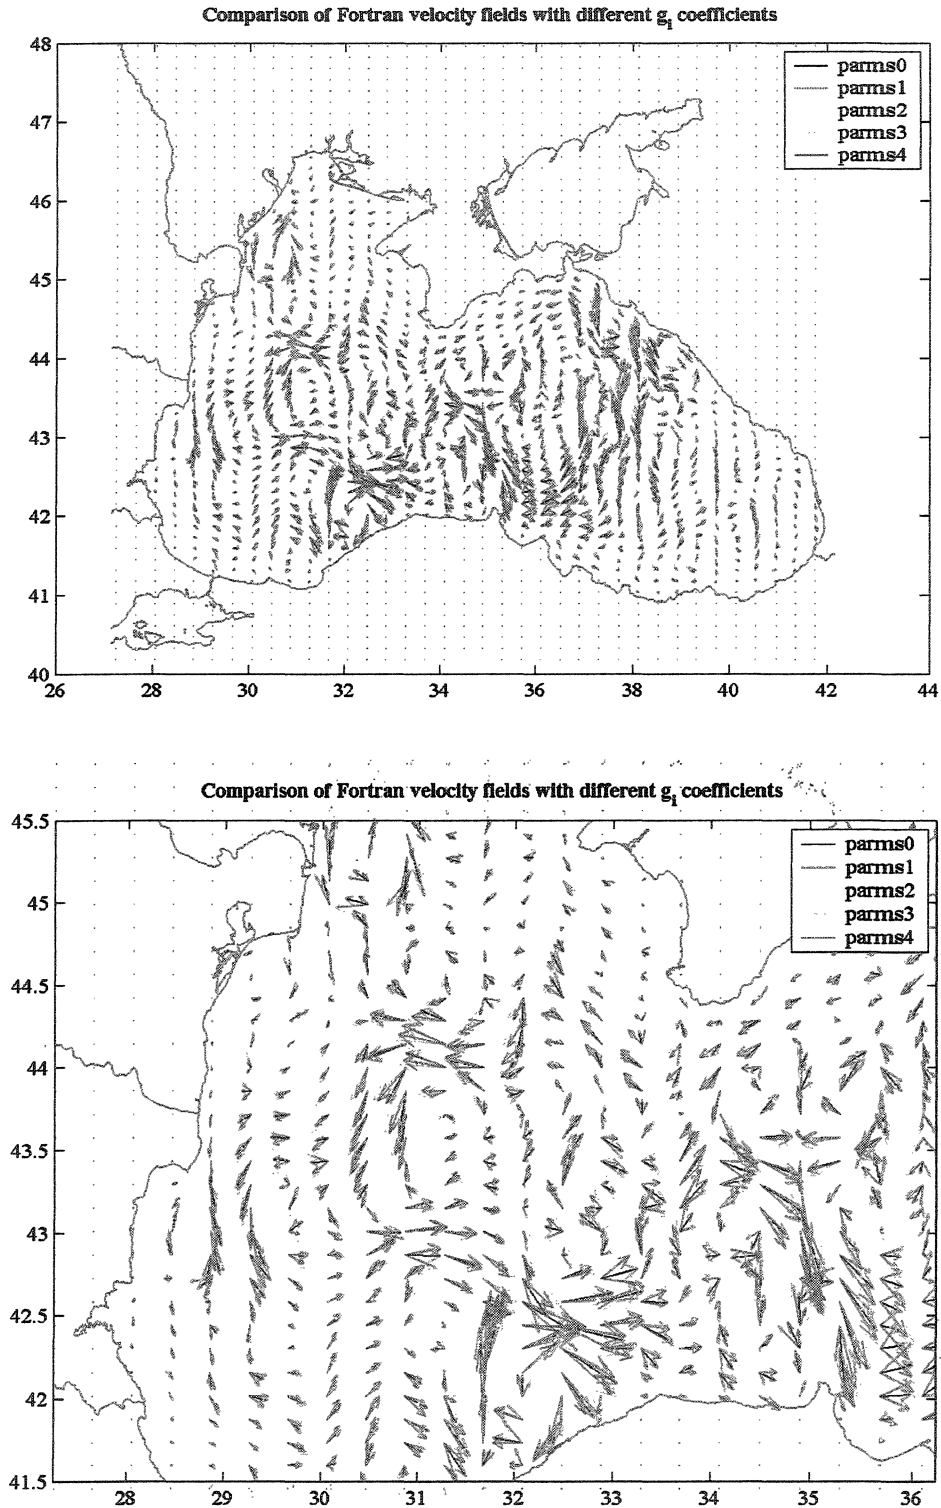 Comparison of Fortran velocity fields with different gi coefficients
48
parms0
parms1
47
parms2
parms3
parms4
46
45
44
43
42
41
40
26 28 30 32 34 36 38 40 42 44
Comparison of Fortran velocity fields with different gi coefficients
45.5
parms0
parms1
45
parms2
parms3
parms4
44.5
44
43.5
43
42.5
42
41.5
28 29 30 31 32 33 34 35 36